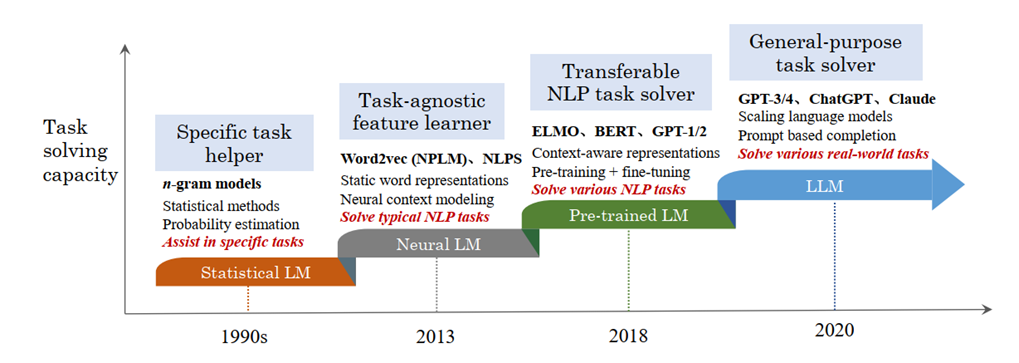 Task
solving
capacity
Specific task
helper
n-gram models
Statistical methods
Probability estimation
Assist in specific tasks
Statistical LM
1990s
Task-agnostic
feature learner
Word2vec (NPLM)、NLPS
Static word representations
Neural context modeling
Solve typical NLP tasks
Neural LM
2013
Transferable
NLP task solver
ELMO、BERT、GPT-1/2
Context-aware representations
Pre-training + fine-tuning
Solve various NLP tasks
Pre-trained LM
2018
General-purpose
task solver
GPT-3/4、ChatGPT、Claude
Scaling language models
Prompt based completion
Solve various real-world tasks
LLM
2020